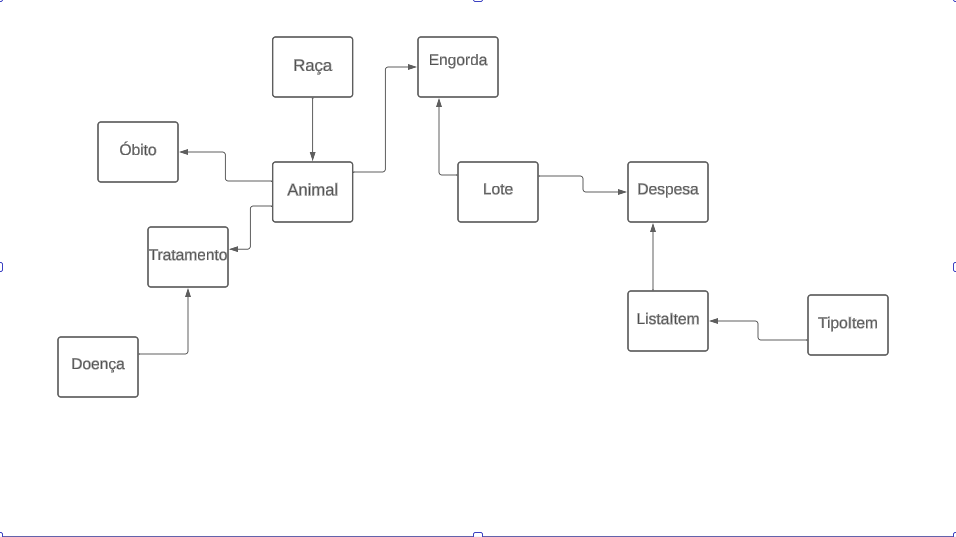 Raça
Engorda
Óbito
Animal
Lote
Despesa
Tratamento
ListaItem
TipoItem
Doença